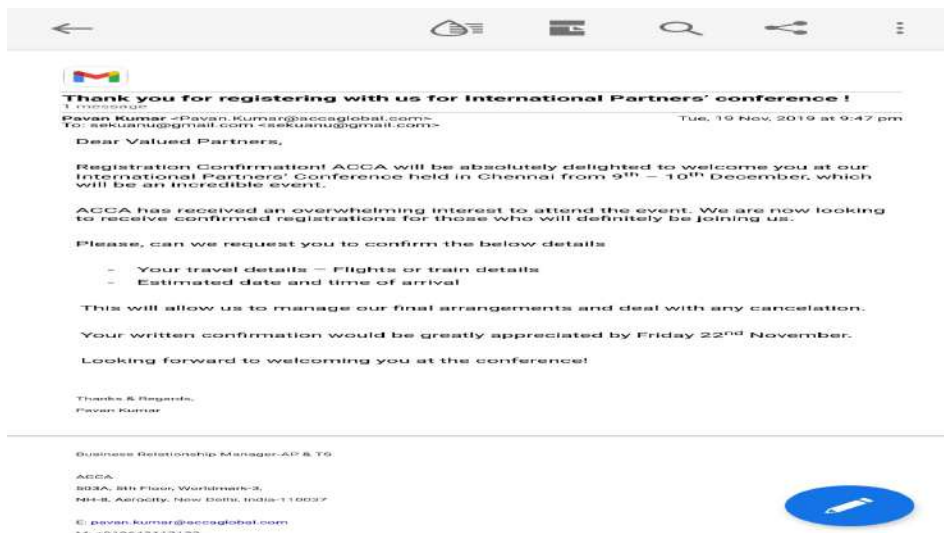 Thank you for registering with us for International Partners' conference !
1 message
Pavan Kumar <Pavan.Kumar@accaglobal.com> Tue, 19 Nov, 2019 at 9:47 pm
To: sekuanu@gmail.com <sekuanu@gmail.com>
Dear Valued Partners,
Registration Confirmation! ACCA will be absolutely delighted to welcome you at our
International Partners' Conference held in Chennai from 9th – 10th December, which
will be an incredible event.
ACCA has received an overwhelming interest to attend the event. We are now looking
to receive confirmed registrations for those who will definitely be joining us.
Please, can we request you to confirm the below details
- Your travel details – Flights or train details
- Estimated date and time of arrival
This will allow us to manage our final arrangements and deal with any cancelation.
Your written confirmation would be greatly appreciated by Friday 22nd November.
Looking forward to welcoming you at the conference!
Thanks & Regards,
Pavan Kumar
Business Relationship Manager-AP & TS
ACCA
503A, 5th Floor, Worldmark-3,
NH-8, Aerocity, New Delhi, India-110037
E: pavan.kumar@accaglobal.com